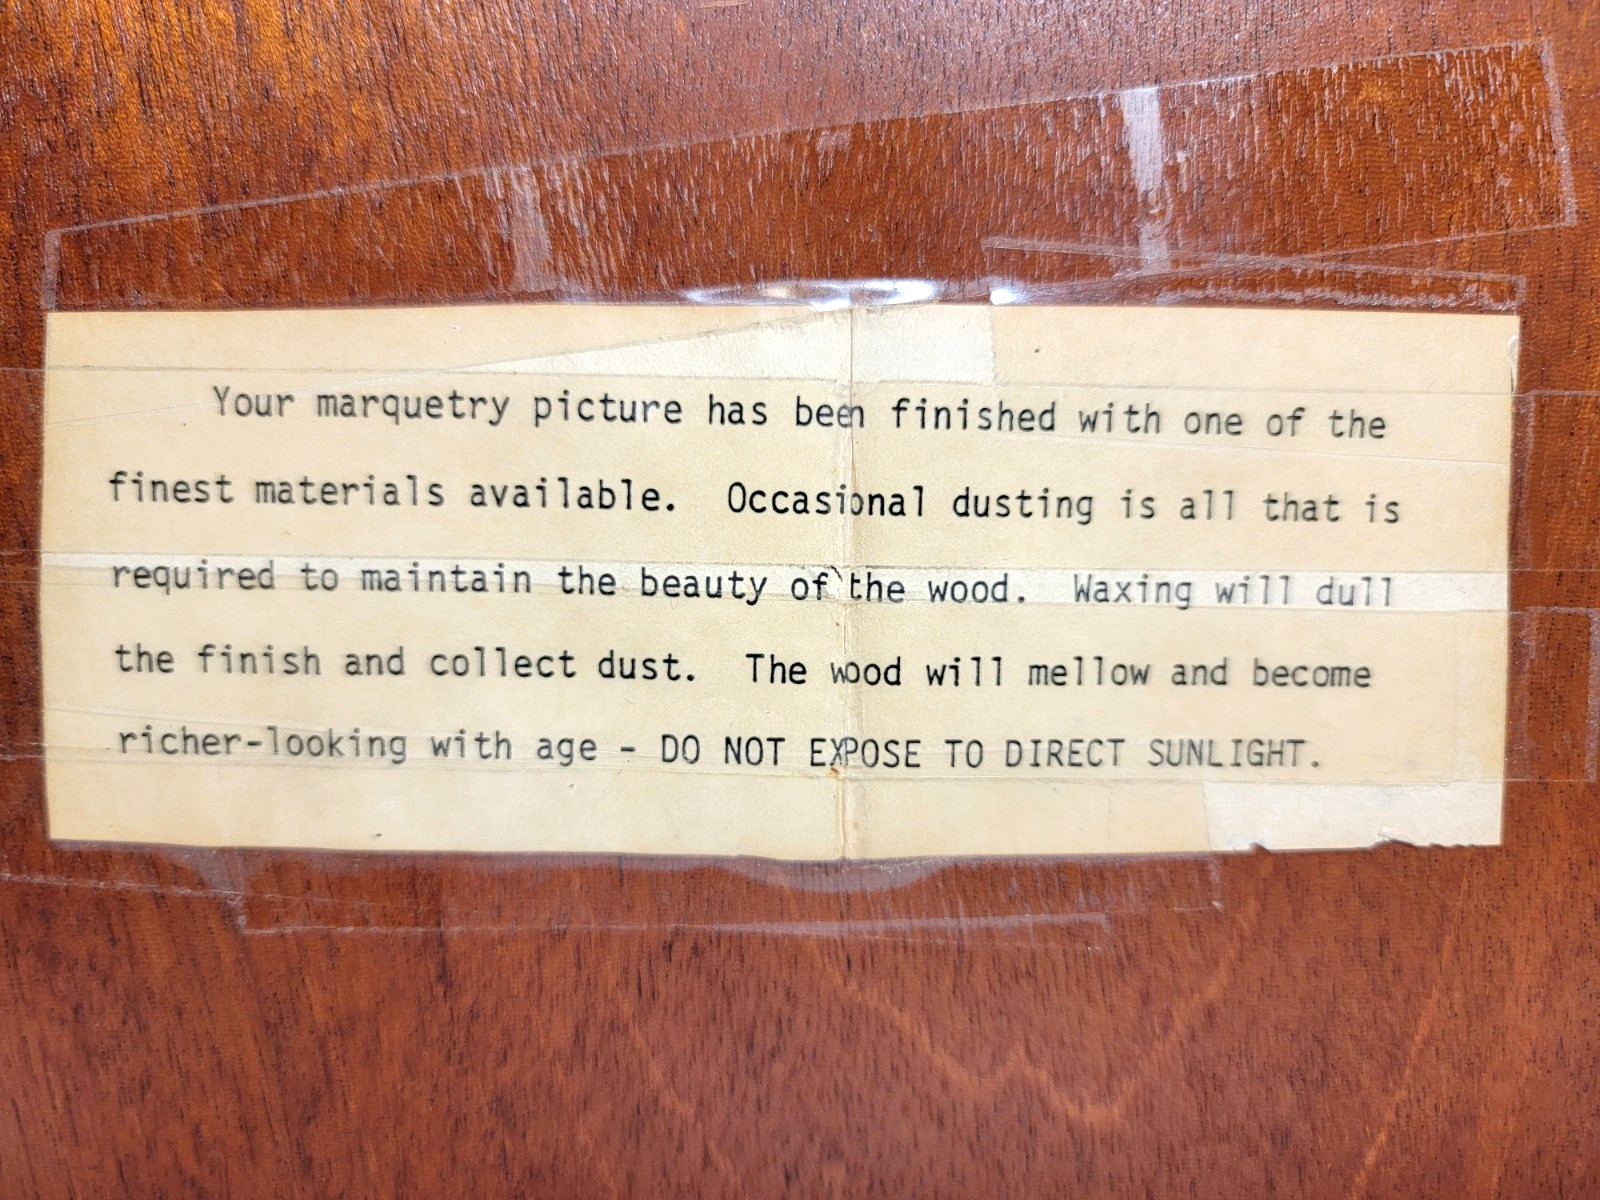 Your marquetry picture has been finished with one of the
finest materials available.  Occasional dusting is all that is
required to maintain the beauty of the wood.  Waxing will dull
the finish and collect dust.  The wood will mellow and become
richer-looking with age - DO NOT EXPOSE TO DIRECT SUNLIGHT.